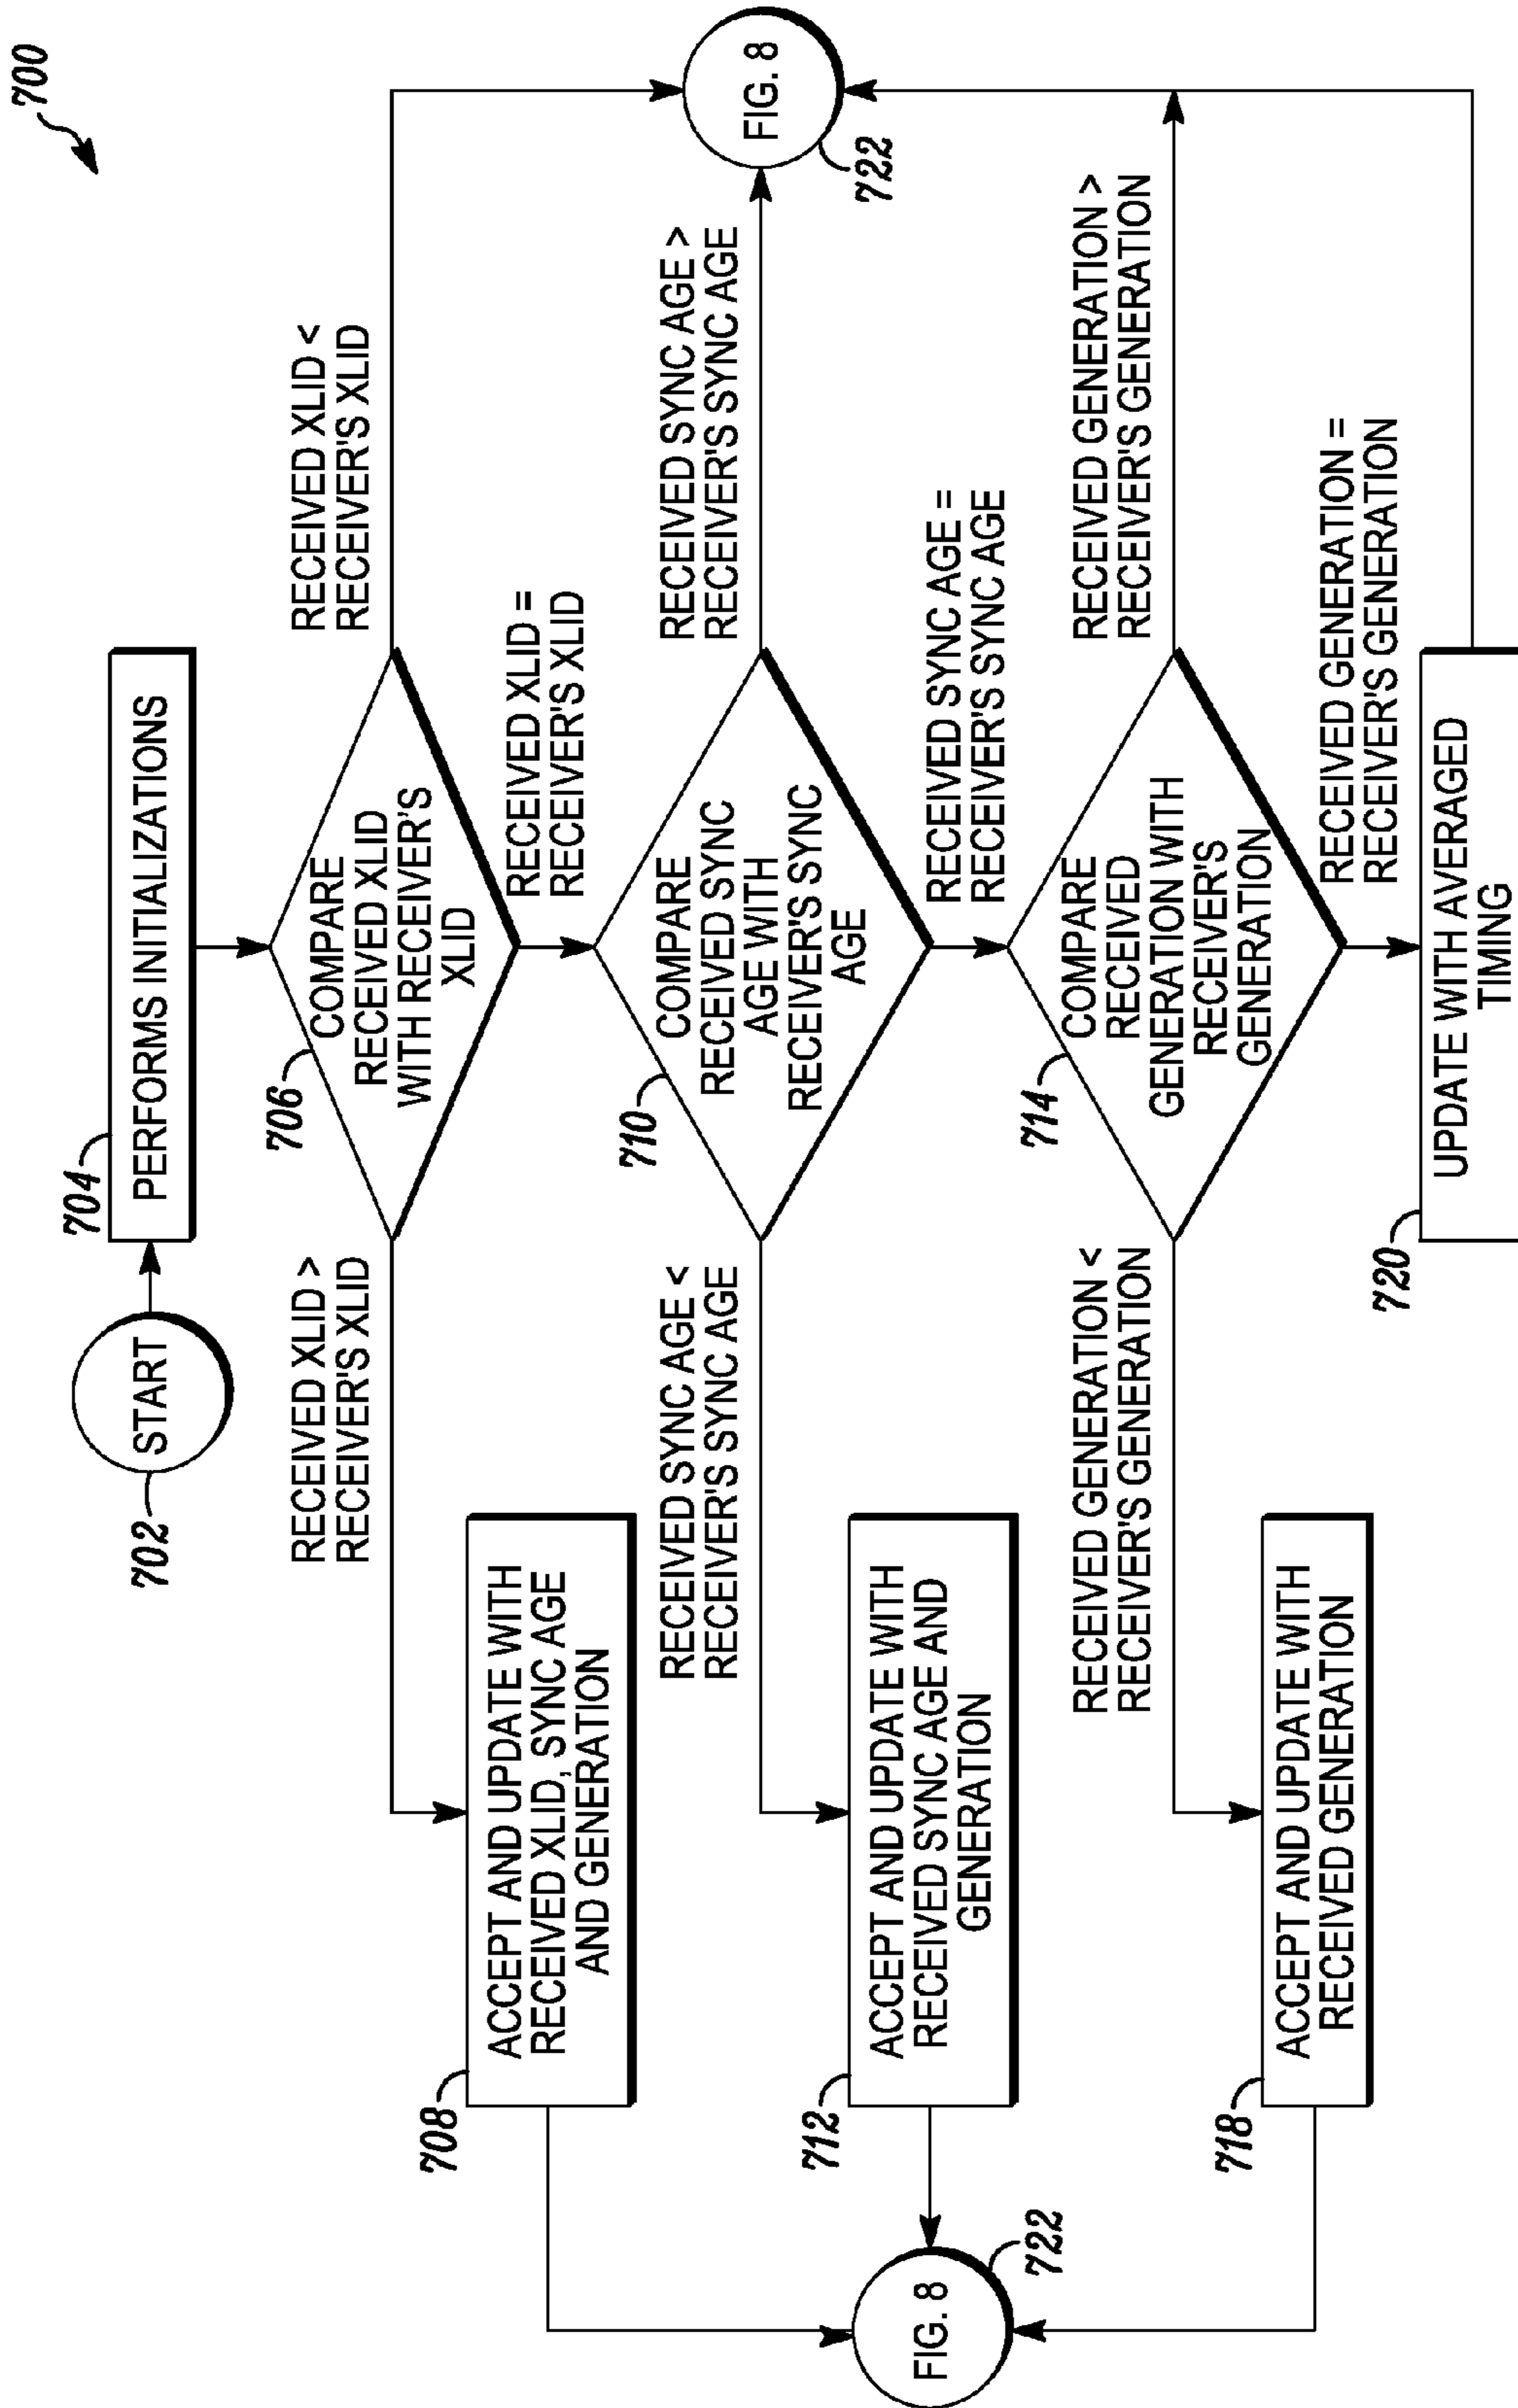 700
702
START
704
PERFORMS INITIALIZATIONS
706
COMPARE
RECEIVED XLID
WITH RECEIVER'S
XLID
RECEIVED XLID >
RECEIVER'S XLID
RECEIVED XLID <
RECEIVER'S XLID
708
ACCEPT AND UPDATE WITH
RECEIVED XLID, SYNC AGE
AND GENERATION
RECEIVED XLID =
RECEIVER'S XLID
710
COMPARE
RECEIVED SYNC
AGE WITH
RECEIVER'S SYNC
AGE
RECEIVED SYNC AGE <
RECEIVER'S SYNC AGE
RECEIVED SYNC AGE >
RECEIVER'S SYNC AGE
FIG. 8
722
712
ACCEPT AND UPDATE WITH
RECEIVED SYNC AGE AND
GENERATION
FIG. 8
722
RECEIVED SYNC AGE =
RECEIVER'S SYNC AGE
714
COMPARE
RECEIVED
GENERATION WITH
RECEIVER'S
GENERATION
RECEIVED GENERATION <
RECEIVER'S GENERATION
RECEIVED GENERATION >
RECEIVER'S GENERATION
718
ACCEPT AND UPDATE WITH
RECEIVED GENERATION
RECEIVED GENERATION =
RECEIVER'S GENERATION
720
UPDATE WITH AVERAGED
TIMING